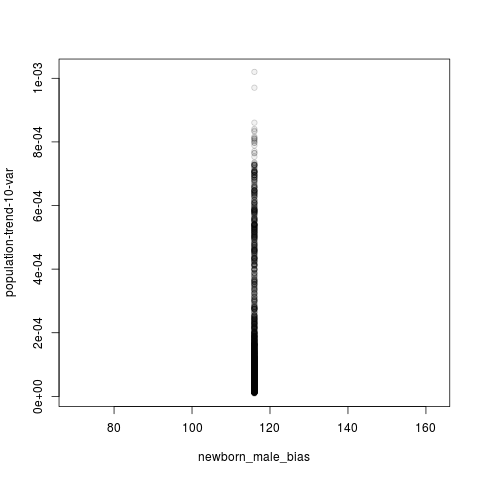 1e-03
8e-04
6e-04
4e-04
2e-04
0e+00
population-trend-10-var
80
100
120
140
160
newborn_male_bias